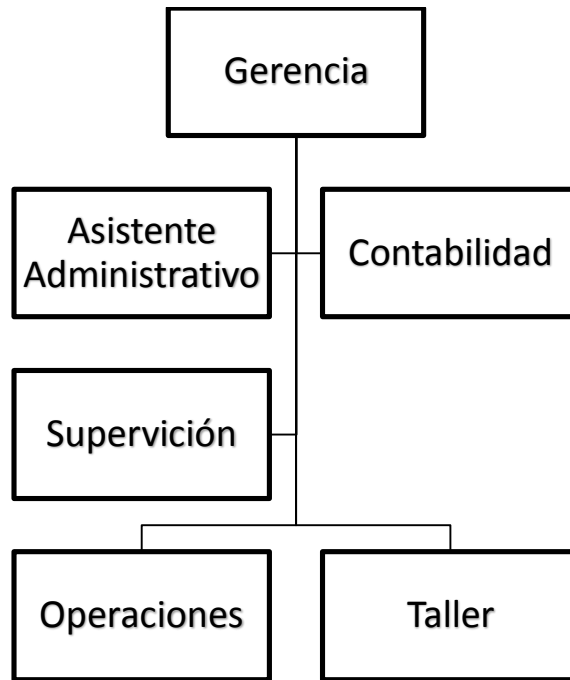 Gerencia
Asistente
Administrativo
Contabilidad
Supervición
Operaciones
Taller